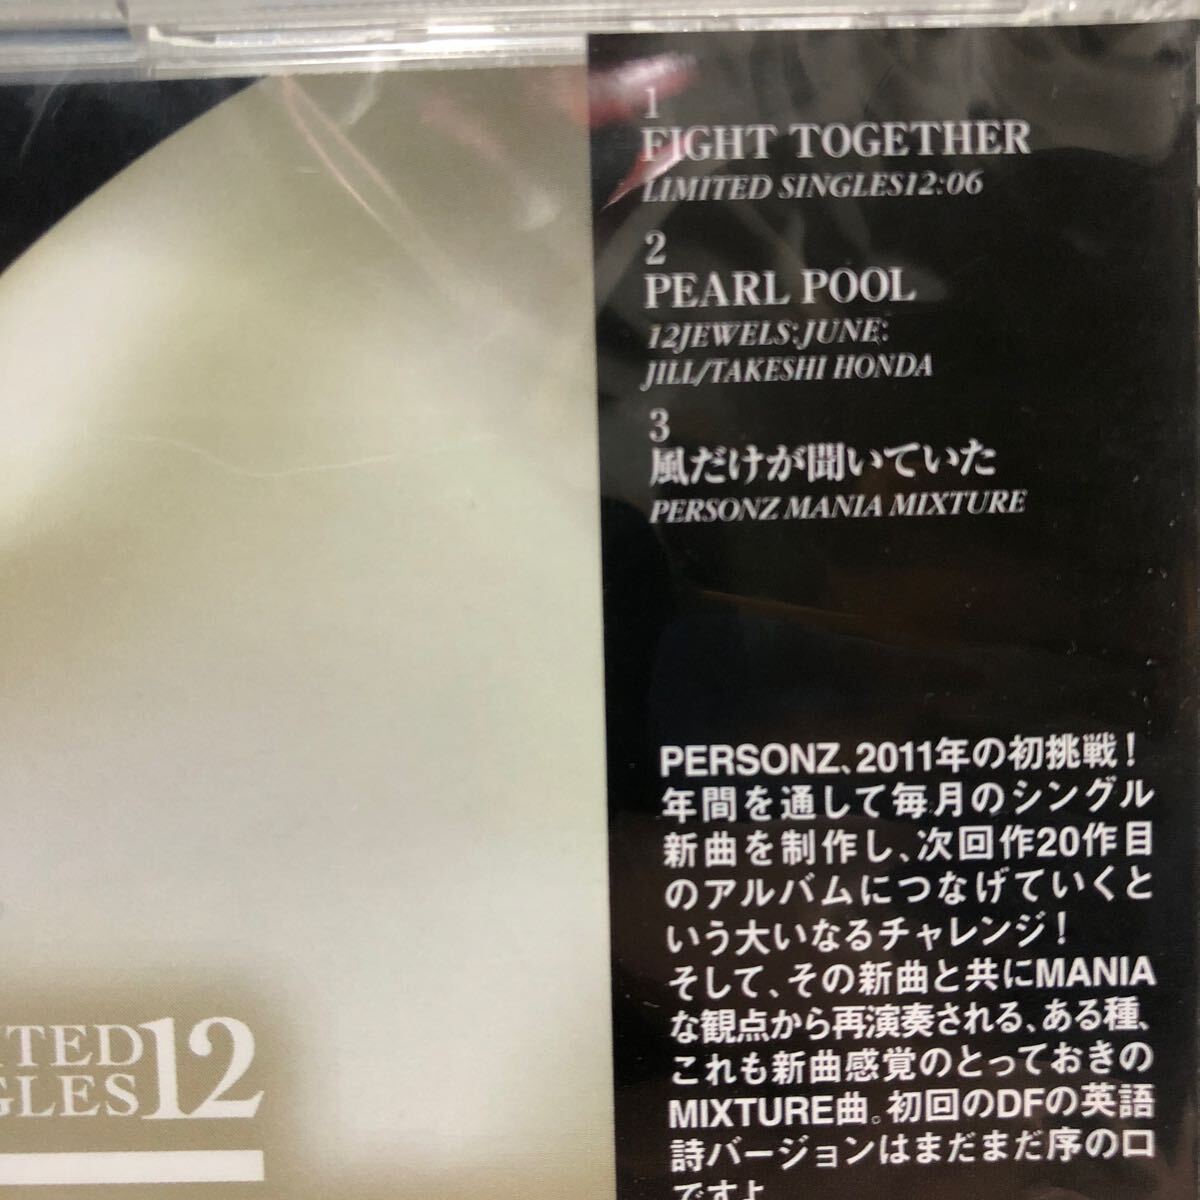 1
FIGHT TOGETHER
LIMITED SINGLES12:06
2
PEARL POOL
12JEWELS:JUNE:
JILL/TAKESHI HONDA
3
風だけが聞いていた
PERSONZ MANIA MIXTURE
PERSONZ、2011年の初挑戦！
年間を通して毎月のシングル
新曲を制作し、次回作20作目
のアルバムにつなげていくと
いう大いなるチャレンジ！
そして、その新曲と共にMANIA
な観点から再演奏される、ある種、
これも新曲感覚のとっておきの
MIXTURE曲。初回のDFの英語
詩バージョンはまだまだ序の口
ですよ
ITED
GLES12